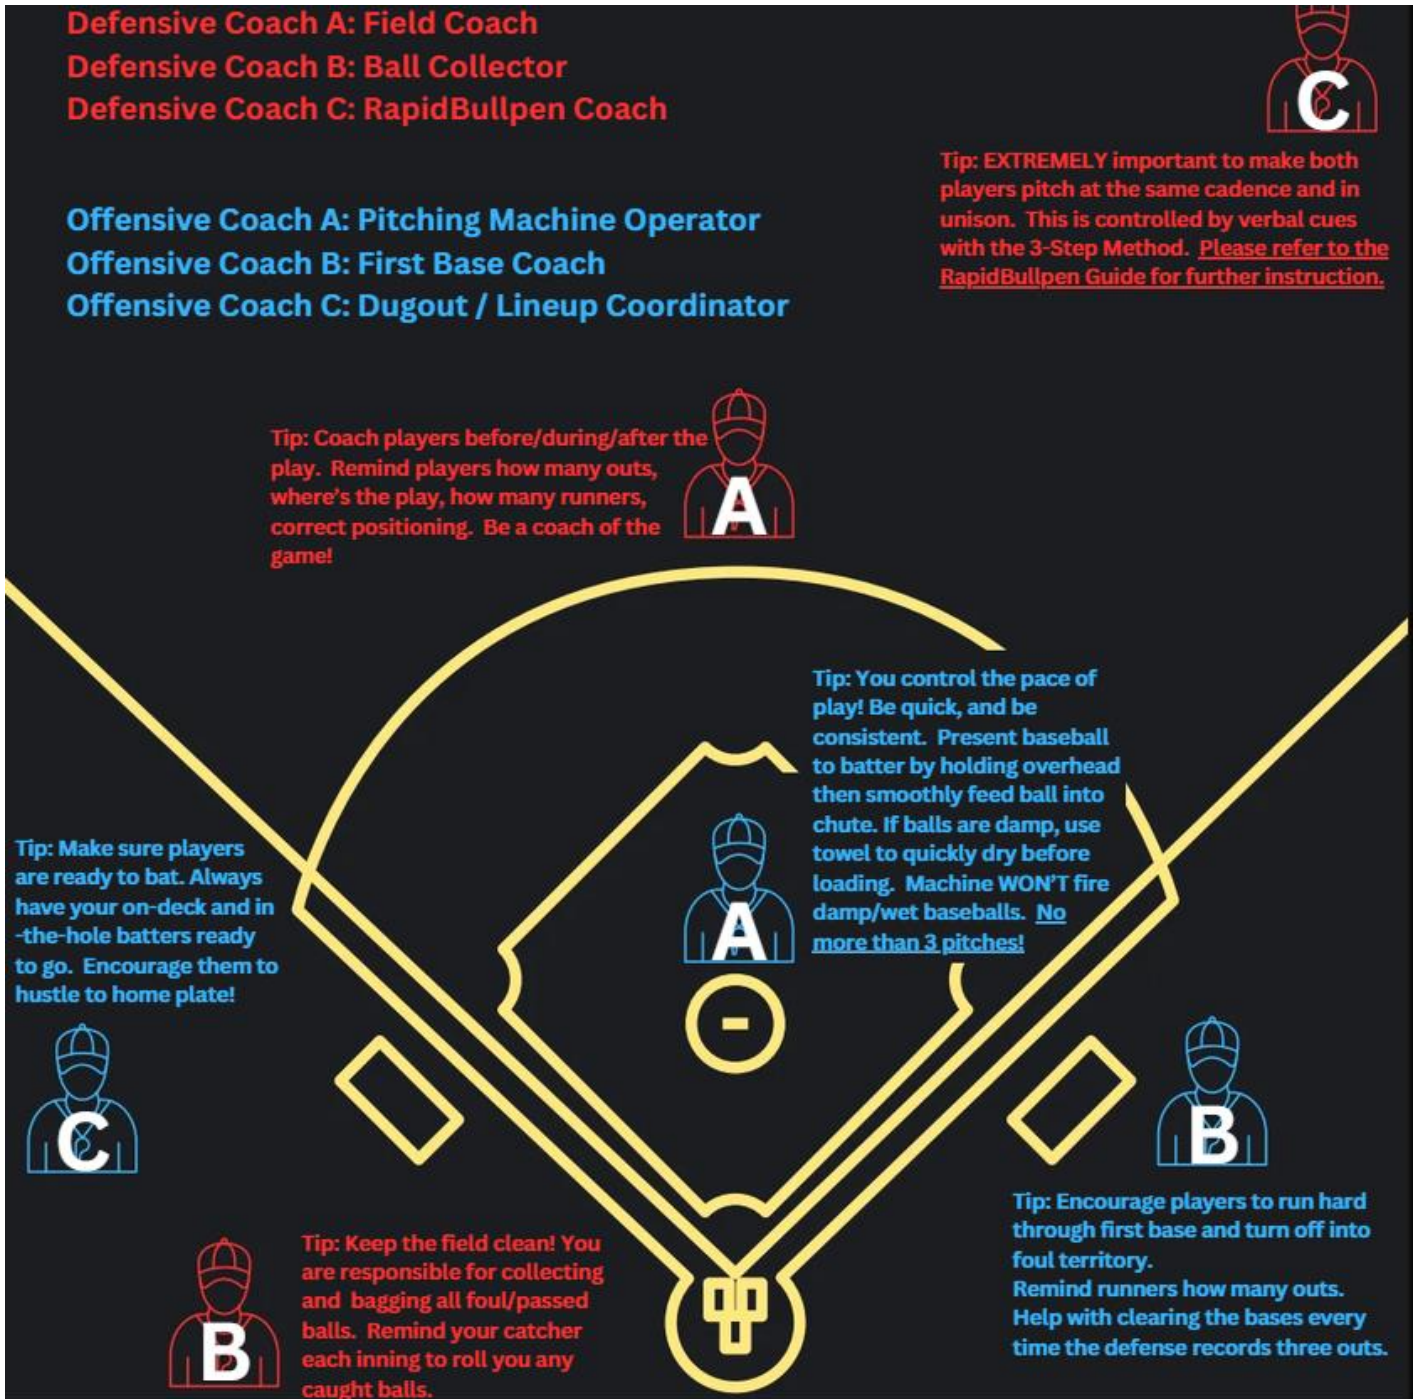 Defensive Coach A: Field Coach
Defensive Coach B: Ball Collector
Defensive Coach C: RapidBullpen Coach
Offensive Coach A: Pitching Machine Operator
Offensive Coach B: First Base Coach
Offensive Coach C: Dugout / Lineup Coordinator
C
Tip: EXTREMELY important to make both
players pitch at the same cadence and in
unison. This is controlled by verbal cues
with the 3-Step Method. Please refer to the
RapidBullpen Guide for further instruction.
Tip: Coach players before/during/after the
play. Remind players how many outs,
where's the play, how many runners,
correct positioning. Be a coach of the
game!
A
Tip: You control the pace of
play! Be quick, and be
consistent. Present baseball
to batter by holding overhead
then smoothly feed ball into
chute. If balls are damp, use
towel to quickly dry before
loading. Machine WON'T fire
damp/wet baseballs. No
more than 3 pitches!
A
Tip: Make sure players
are ready to bat. Always
have your on-deck and in
-the-hole batters ready
to go. Encourage them to
hustle to home plate!
C
B
Tip: Encourage players to run hard
through first base and turn off into
foul territory.
Remind runners how many outs.
Help with clearing the bases every
time the defense records three outs.
B
Tip: Keep the field clean! You
are responsible for collecting
and bagging all foul/passed
balls. Remind your catcher
each inning to roll you any
caught balls.